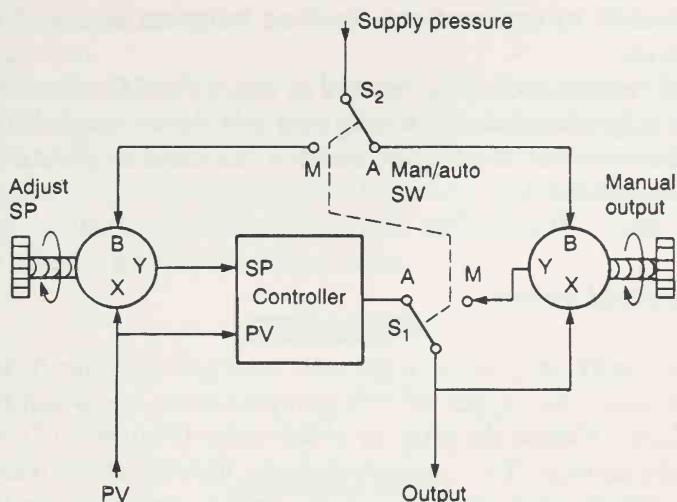 Supply pressure
S2
M
A
Man/auto
SW
Adjust
SP
Manual
output
B
Y
X
SP
Controller
PV
A
M
S1
B
Y
X
PV
Output